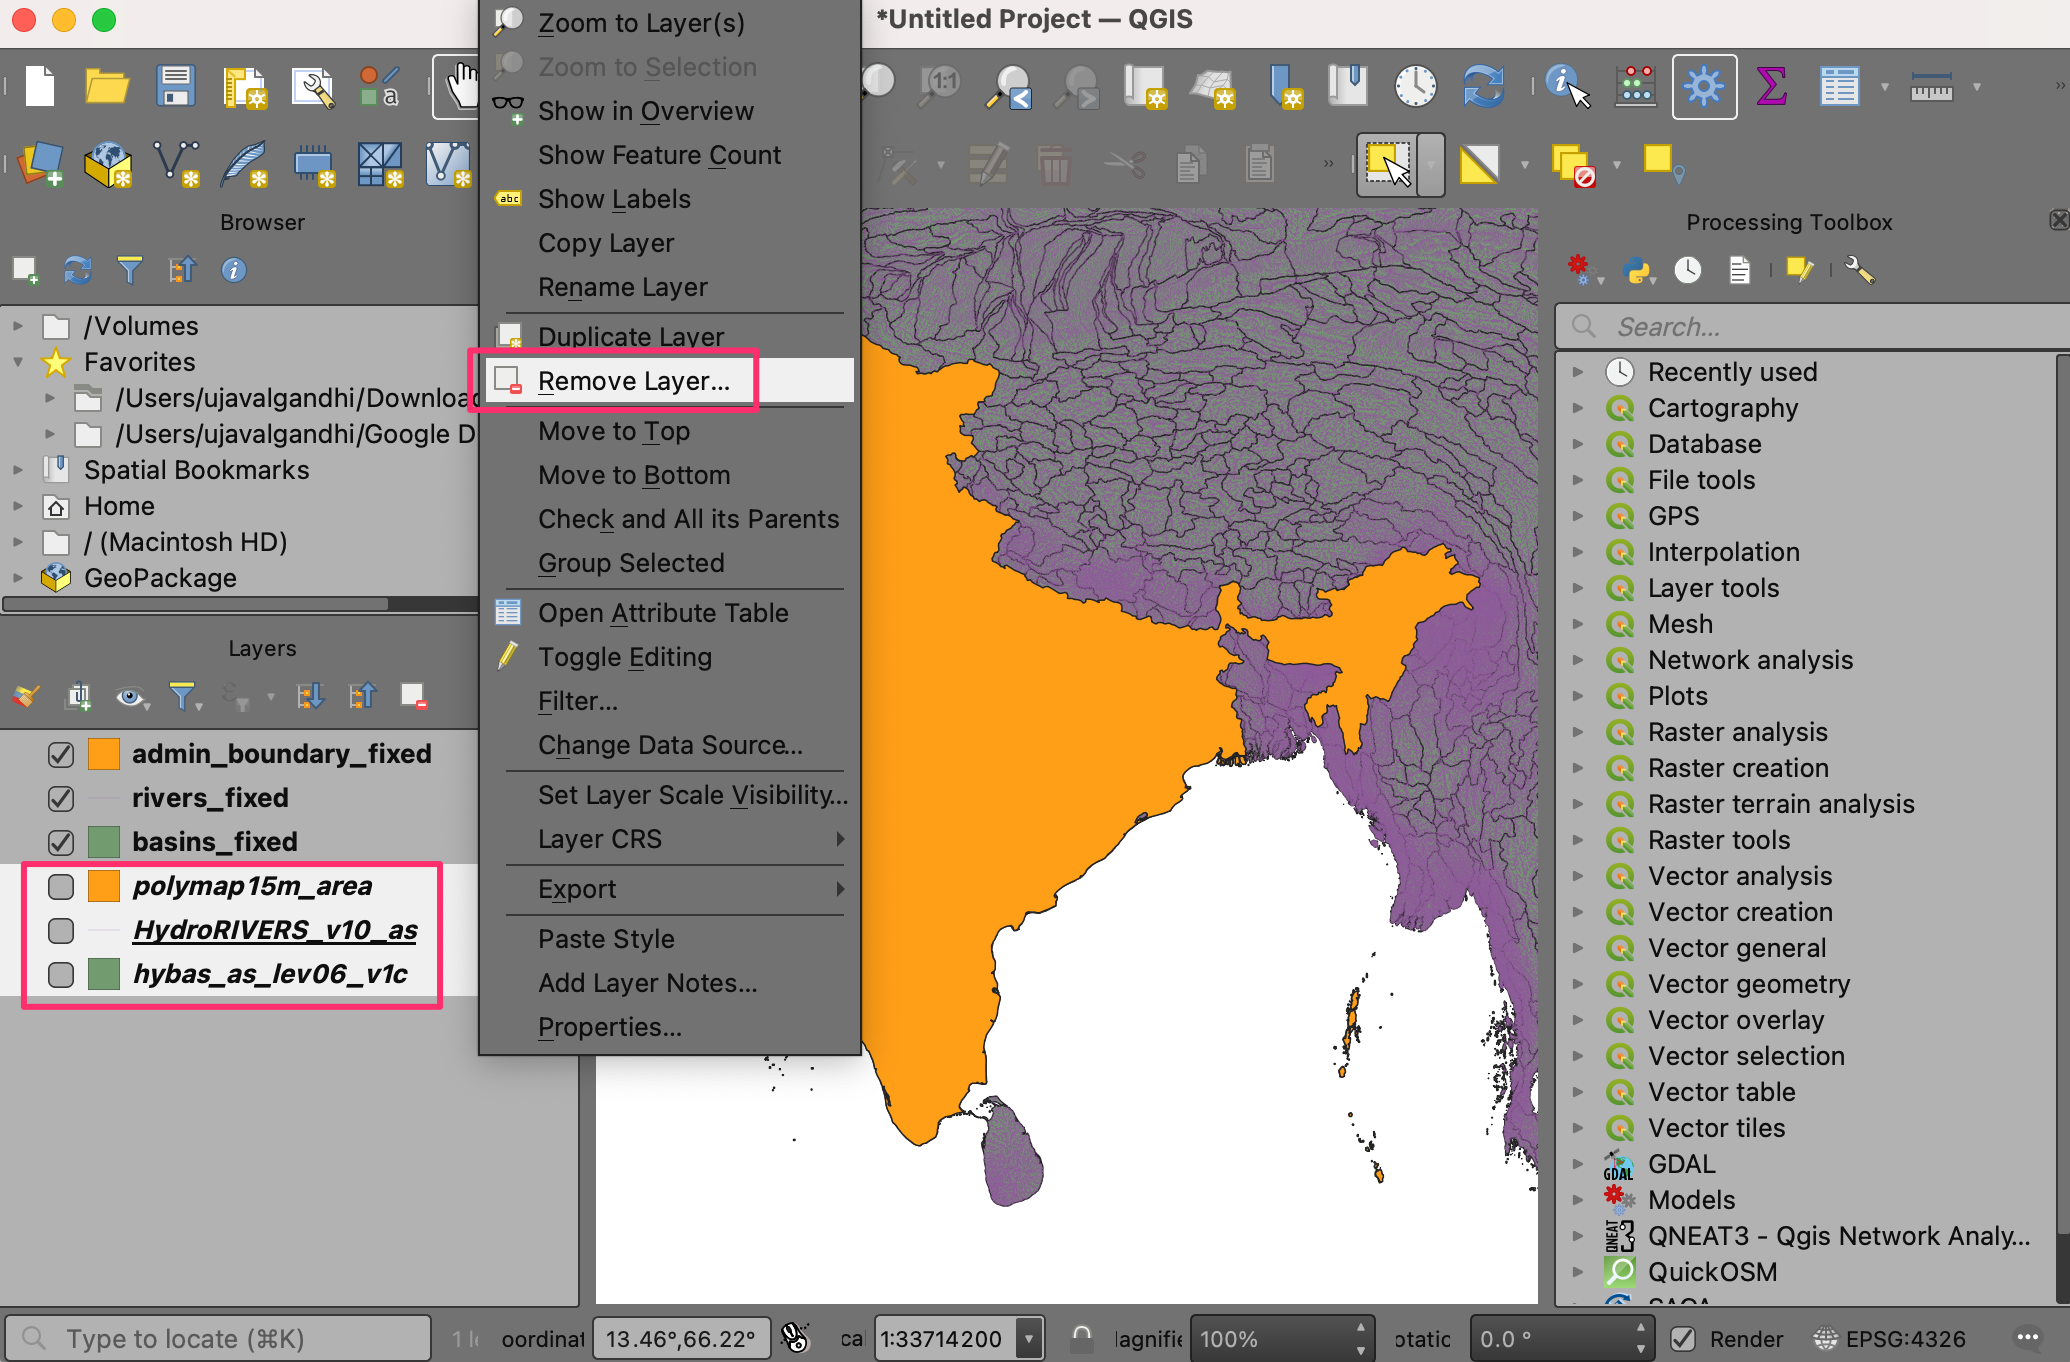 *Untitled Project — QGIS
Zoom to Layer(s)
Zoom to Selection
Show in Overview
Show Feature Count
abc Show Labels
Copy Layer
Rename Layer
Duplicate Layer
Remove Layer...
Move to Top
Move to Bottom
Check and All its Parents
Group Selected
Open Attribute Table
Toggle Editing
Filter...
Change Data Source...
Set Layer Scale Visibility...
Layer CRS
Export
Paste Style
Add Layer Notes...
Properties...
a
1:1
Browser
/Volumes
Favorites
/Users/ujavalgandhi/Downloa
/Users/ujavalgandhi/Google D
Spatial Bookmarks
Home
/ (Macintosh HD)
GeoPackage
Layers
admin_boundary_fixed
rivers_fixed
basins_fixed
polymap15m_area
HydroRIVERS_v10_as
hybas_as_lev06_v1c
Processing Toolbox
Search...
Recently used
Cartography
Database
File tools
GPS
Interpolation
Layer tools
Mesh
Network analysis
Plots
Raster analysis
Raster creation
Raster terrain analysis
Raster tools
Vector analysis
Vector creation
Vector general
Vector geometry
Vector overlay
Vector selection
Vector table
Vector tiles
GDAL GDAL
Models
QNEAT3 QNEAT3 - Qgis Network Analy...
QuickOSM
Type to locate (⌘K)
oordinat 13.46°,66.22° cal 1:33714200 lagnifie 100% otatic 0.0 ° Render EPSG:4326